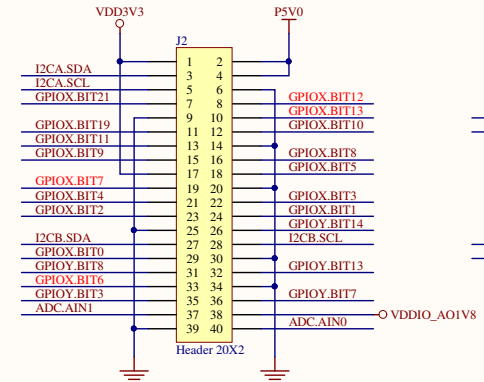 VDD3V3 P5V0
J2
1 2
I2CA.SDA 3 4
I2CA.SCL 5 6
GPIOX.BIT21 7 8 GPIOX.BIT12
9 10 GPIOX.BIT13
GPIOX.BIT19 11 12 GPIOX.BIT10
GPIOX.BIT11 13 14
GPIOX.BIT9 15 16 GPIOX.BIT8
17 18 GPIOX.BIT5
GPIOX.BIT7 19 20
GPIOX.BIT4 21 22 GPIOX.BIT3
GPIOX.BIT2 23 24 GPIOX.BIT1
25 26 GPIOY.BIT14
I2CB.SDA 27 28 I2CB.SCL
GPIOX.BIT0 29 30
GPIOY.BIT8 31 32 GPIOY.BIT13
GPIOX.BIT6 33 34
GPIOY.BIT3 35 36 GPIOY.BIT7
ADC.AIN1 37 38 VDDIO_AO1V8
39 40 ADC.AIN0
Header 20X2